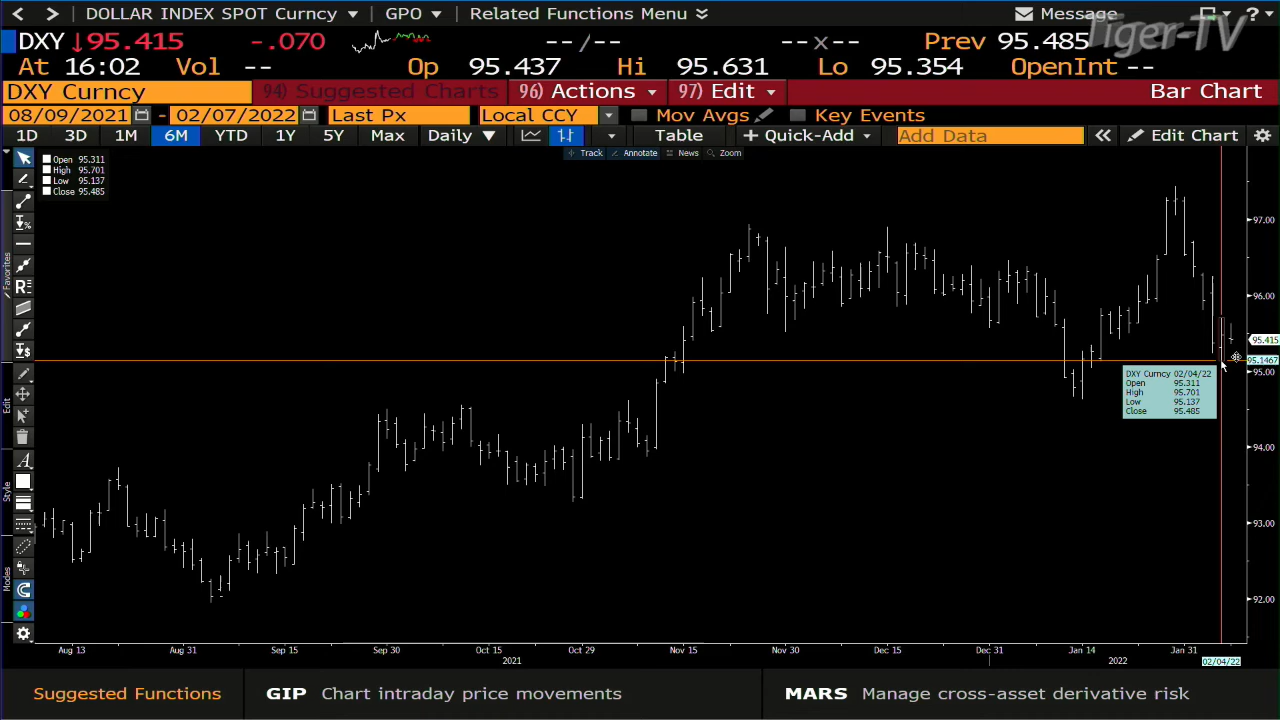 DOLLAR INDEX SPOT Curncy GPO Related Functions Menu Message ?
Tiger-TV
DXY ↓95.415 -.070 --/-- --x-- Prev 95.485
At 16:02 Vol -- Op 95.437 Hi 95.631 Lo 95.354 OpenInt --
DXY Curncy 94) Suggested Charts 96) Actions 97) Edit Bar Chart
08/09/2021 - 02/07/2022 Last Px Local CCY Mov Avgs Key Events
1D 3D 1M 6M YTD 1Y 5Y Max Daily Table + Quick-Add Add Data « Edit Chart
Track Annotate News Zoom
Open 95.311
High 95.701
Low 95.137
Close 95.485
Favorites
Edit
Style
Modes
97.00
96.00
95.415
95.1467
95.00
94.00
93.00
92.00
DXY Curncy 02/04/22
Open 95.311
High 95.701
Low 95.137
Close 95.485
Aug 13 Aug 31 Sep 15 Sep 30 Oct 15 Oct 29 Nov 15 Nov 30 Dec 15 Dec 31 Jan 14 Jan 31
2021 2022 02/04/22
Suggested Functions GIP Chart intraday price movements MARS Manage cross-asset derivative risk